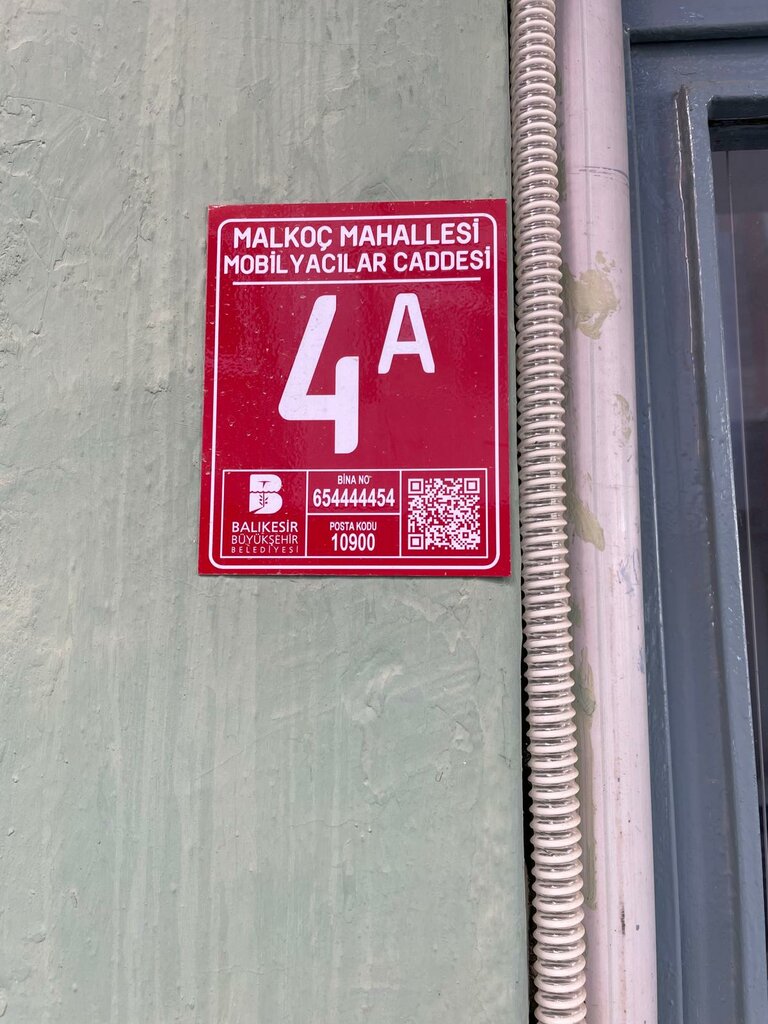 MALKOÇ MAHALLESİ
MOBİLYACILAR CADDESİ
4A
BİNA NO
654444454
POSTA KODU
10900
BALIKESİR
BÜYÜKŞEHİR
BELEDİYESİ